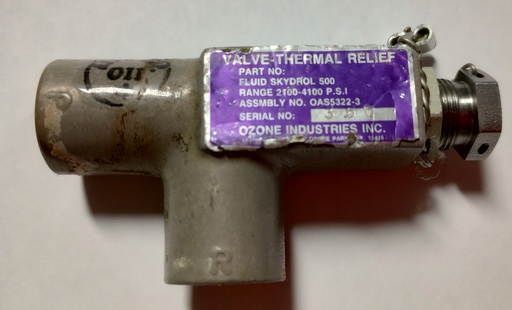 OIL
VALVE-THERMAL RELIEF
PART NO:
FLUID SKYDROL 500
RANGE 2100-4100 P.S.I
ASSMBLY NO. OAS5322-3
SERIAL NO:
OZONE INDUSTRIES INC.
R